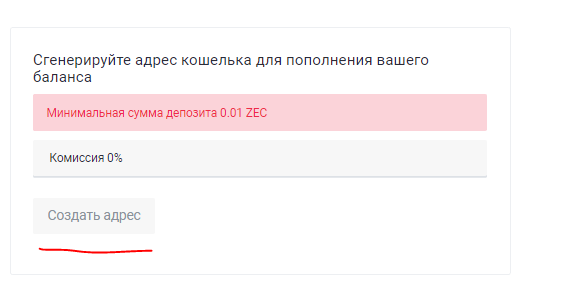 Сгенерируйте адрес кошелька для пополнения вашего
баланса
Минимальная сумма депозита 0.01 ZEC
Комиссия 0%
Создать адрес